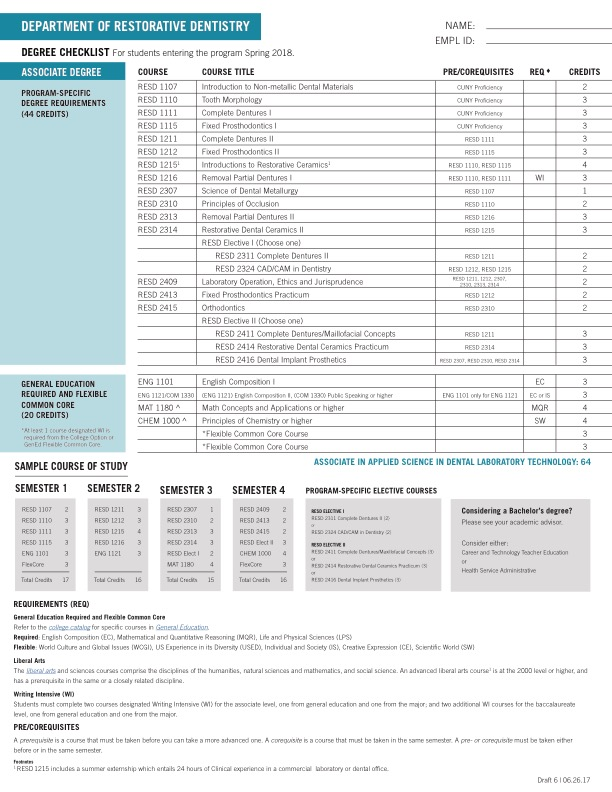 DEPARTMENT OF RESTORATIVE DENTISTRY
NAME:
EMPL ID:
DEGREE CHECKLIST For students entering the program Spring 2018.
ASSOCIATE DEGREE COURSE COURSE TITLE PRE/COREQUISITES REQ ♦ CREDITS
PROGRAM-SPECIFIC
DEGREE REQUIREMENTS
(44 CREDITS)
RESD 1107 Introduction to Non-metallic Dental Materials CUNY Proficiency 2
RESD 1110 Tooth Morphology CUNY Proficiency 3
RESD 1111 Complete Dentures I CUNY Proficiency 3
RESD 1115 Fixed Prosthodontics I CUNY Proficiency 3
RESD 1211 Complete Dentures II RESD 1111 3
RESD 1212 Fixed Prosthodontics II RESD 1115 3
RESD 1215¹ Introductions to Restorative Ceramics¹ RESD 1110, RESD 1115 4
RESD 1216 Removal Partial Dentures I RESD 1110, RESD 1111 WI 3
RESD 2307 Science of Dental Metallurgy RESD 1107 1
RESD 2310 Principles of Occlusion RESD 1110 2
RESD 2313 Removal Partial Dentures II RESD 1216 3
RESD 2314 Restorative Dental Ceramics II RESD 1215 3
RESD Elective I (Choose one)
RESD 2311 Complete Dentures II RESD 1211 2
RESD 2324 CAD/CAM in Dentistry RESD 1212, RESD 1215 2
RESD 2409 Laboratory Operation, Ethics and Jurisprudence RESD 1211, 1212, 2307, 2310, 2313, 2314 2
RESD 2413 Fixed Prosthodontics Practicum RESD 1212 2
RESD 2415 Orthodontics RESD 2310 2
RESD Elective II (Choose one)
RESD 2411 Complete Dentures/Maillofacial Concepts RESD 1211 3
RESD 2414 Restorative Dental Ceramics Practicum RESD 2314 3
RESD 2416 Dental Implant Prosthetics RESD 2307, RESD 2310, RESD 2314 3
GENERAL EDUCATION
REQUIRED AND FLEXIBLE
COMMON CORE
(20 CREDITS)
*At least 1 course designated WI is
required from the College Option or
GenEd Flexible Common Core
ENG 1101 English Composition I EC 3
ENG 1121/COM 1330 (ENG 1121) English Composition II, (COM 1330) Public Speaking or higher ENG 1101 only for ENG 1121 EC or IS 3
MAT 1180 ^ Math Concepts and Applications or higher MQR 4
CHEM 1000 ^ Principles of Chemistry or higher SW 4
*Flexible Common Core Course 3
*Flexible Common Core Course 3
ASSOCIATE IN APPLIED SCIENCE IN DENTAL LABORATORY TECHNOLOGY: 64
SAMPLE COURSE OF STUDY
SEMESTER 1
RESD 1107 2
RESD 1110 3
RESD 1111 3
RESD 1115 3
ENG 1101 3
FlexCore 3
Total Credits 17
SEMESTER 2
RESD 1211 3
RESD 1212 3
RESD 1215 4
RESD 1216 3
ENG 1121 3
Total Credits 16
SEMESTER 3
RESD 2307 1
RESD 2310 2
RESD 2313 3
RESD 2314 3
RESD Elect I 2
MAT 1180 4
Total Credits 15
SEMESTER 4
RESD 2409 2
RESD 2413 2
RESD 2415 2
RESD Elect II 3
CHEM 1000 4
FlexCore 3
Total Credits 16
PROGRAM-SPECIFIC ELECTIVE COURSES
RESD ELECTIVE I
RESD 2311 Complete Dentures II (2)
or
RESD 2324 CAD/CAM in Dentistry (2)
RESD ELECTIVE II
RESD 2411 Complete Dentures/Maxillofacial Concepts (3)
or
RESD 2414 Restorative Dental Ceramics Practicum (3)
or
RESD 2416 Dental Implant Prosthetics (3)
Considering a Bachelor's degree?
Please see your academic advisor.
Consider either:
Career and Technology Teacher Education
or
Health Service Administrative
REQUIREMENTS (REQ)
General Education Required and Flexible Common Core
Refer to the college catalog for specific courses in General Education.
Required: English Composition (EC), Mathematical and Quantitative Reasoning (MQR), Life and Physical Sciences (LPS)
Flexible: World Culture and Global Issues (WCGI), US Experience in its Diversity (USED), Individual and Society (IS), Creative Expression (CE), Scientific World (SW)
Liberal Arts
The liberal arts and sciences courses comprise the disciplines of the humanities, natural sciences and mathematics, and social science. An advanced liberal arts course¹ is at the 2000 level or higher, and
has a prerequisite in the same or a closely related discipline.
Writing Intensive (WI)
Students must complete two courses designated Writing Intensive (WI) for the associate level, one from general education and one from the major; and two additional WI courses for the baccalaureate
level, one from general education and one from the major.
PRE/COREQUISITES
A prerequisite is a course that must be taken before you can take a more advanced one. A corequisite is a course that must be taken in the same semester. A pre- or corequisite must be taken either
before or in the same semester.
Footnotes
¹ RESD 1215 includes a summer externship which entails 24 hours of Clinical experience in a commercial laboratory or dental office.
Draft 6 | 06.26.17